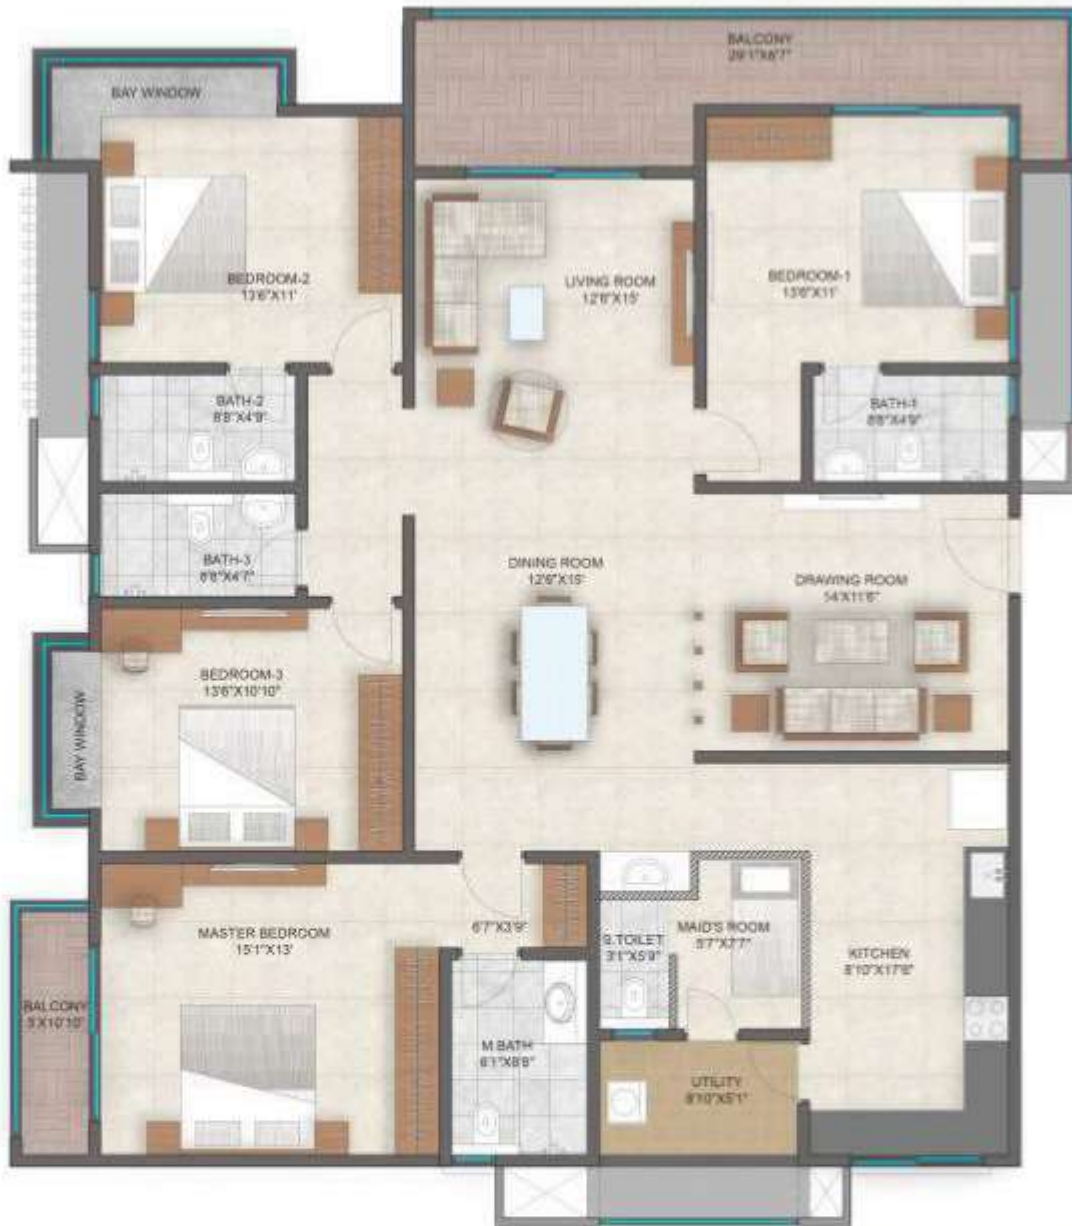 BALCONY
29'1"X6'7"
BAY WINDOW
BEDROOM-2
13'6"X11'
LIVING ROOM
12'6"X15'
BEDROOM-1
13'6"X11'
BATH-2
8'8"X4'9"
BATH-1
8'8"X4'9"
BATH-3
8'8"X4'7"
DINING ROOM
12'6"X15'
DRAWING ROOM
14'X11'6"
BEDROOM-3
13'6"X10'10"
BAY WINDOW
MASTER BEDROOM
15'1"X13'
6'7"X3'9"
S.TOILET
3'1"X5'9"
MAID'S ROOM
5'7"X7'7"
KITCHEN
8'10"X17'6"
BALCONY
3'X10'10"
M.BATH
6'1"X8'8"
UTILITY
8'10"X5'1"